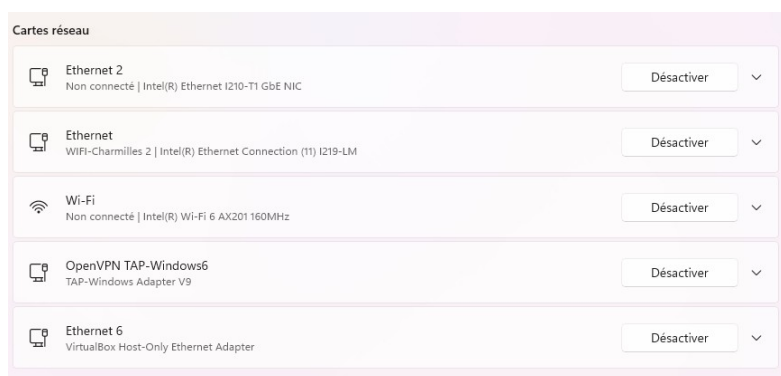 Cartes réseau
Ethernet 2
Non connecté | Intel(R) Ethernet I210-T1 GbE NIC
Désactiver
Ethernet
WIFI-Charmilles 2 | Intel(R) Ethernet Connection (11) I219-LM
Désactiver
Wi-Fi
Non connecté | Intel(R) Wi-Fi 6 AX201 160MHz
Désactiver
OpenVPN TAP-Windows6
TAP-Windows Adapter V9
Désactiver
Ethernet 6
VirtualBox Host-Only Ethernet Adapter
Désactiver